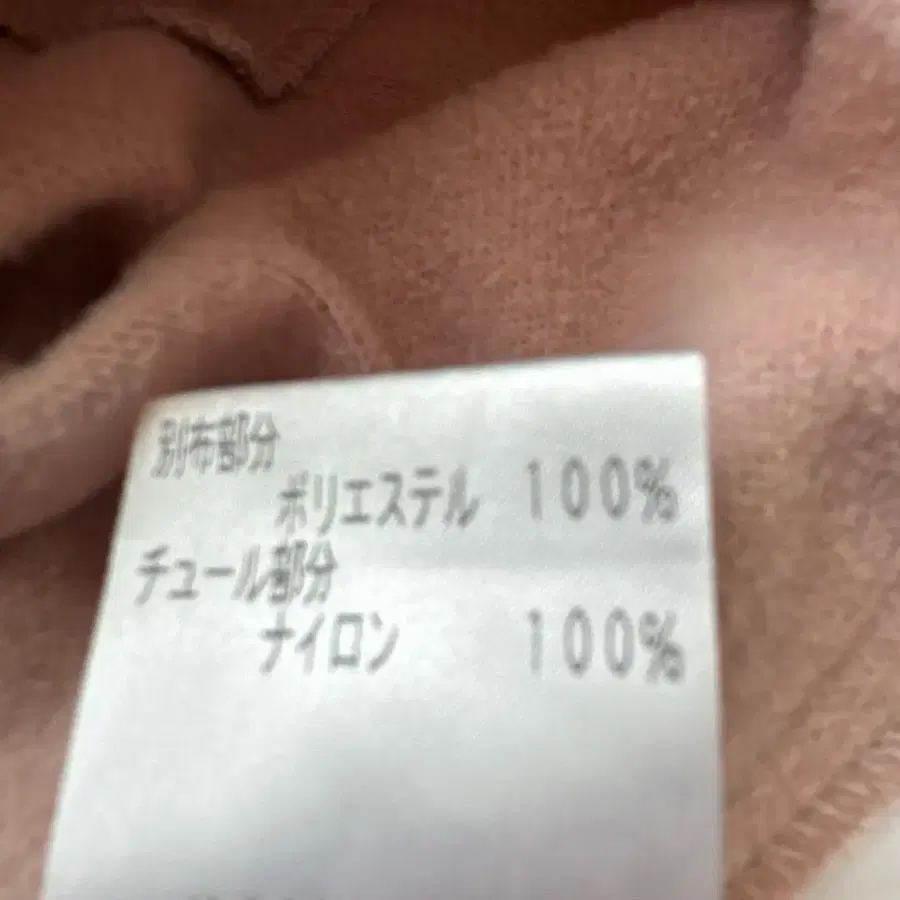 別布部分
ポリエステル 100%
チュール部分
ナイロン 100%